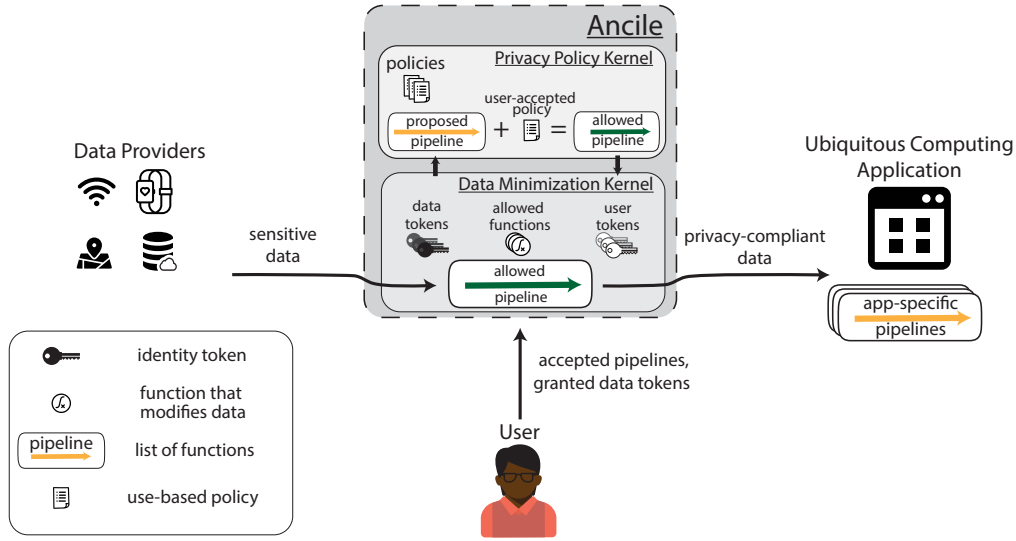 Ancile
Privacy Policy Kernel
policies
user-accepted
policy
proposed
pipeline
+
=
allowed
pipeline
Data Minimization Kernel
data
tokens
allowed
functions
user
tokens
allowed
pipeline
Data Providers
sensitive
data
privacy-compliant
data
Ubiquitous Computing
Application
app-specific
pipelines
accepted pipelines,
granted data tokens
User
identity token
function that
modifies data
pipeline
list of functions
use-based policy